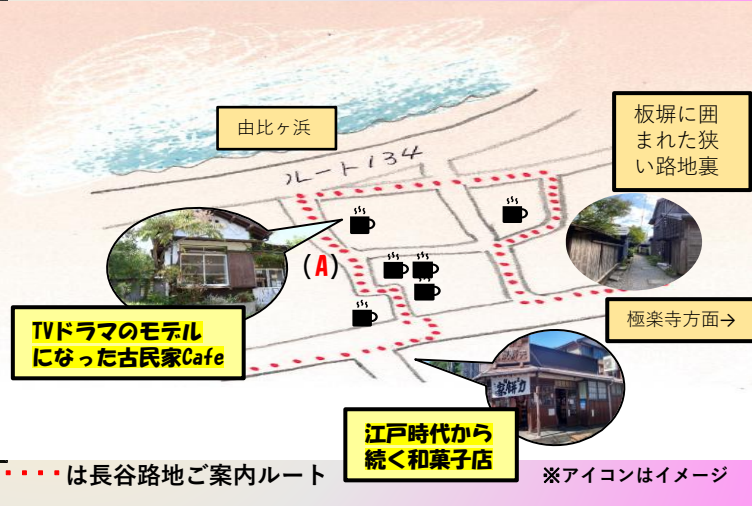 由比ヶ浜
ルート134
板塀に囲
まれた狭
い路地裏
(A)
TVドラマのモデル
になった古民家Cafe
極楽寺方面→
力餅家
江戸時代から
続く和菓子店
・・・・は長谷路地ご案内ルート
※アイコンはイメージ